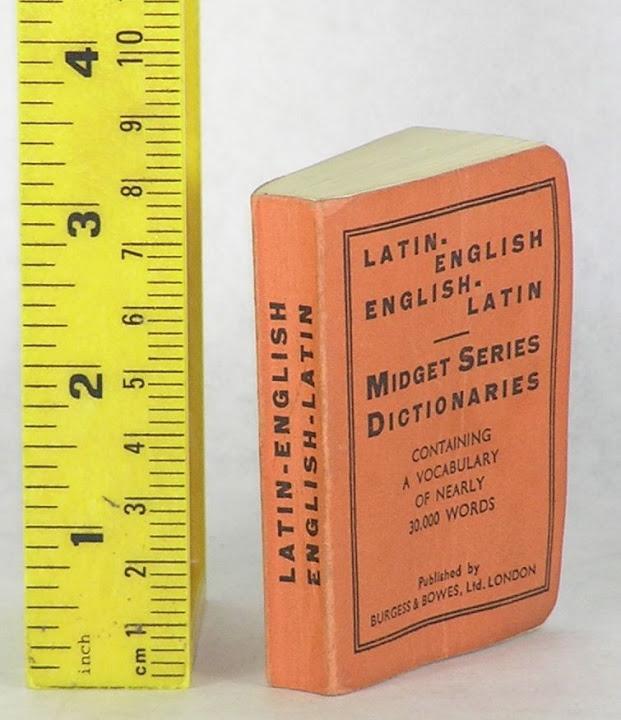 4
3
2
1
inch
10
9
8
7
6
5
4
3
2
1
cm
LATIN-ENGLISH
ENGLISH-LATIN
LATIN-
ENGLISH
ENGLISH-
LATIN
MIDGET SERIES
DICTIONARIES
CONTAINING
A VOCABULARY
OF NEARLY
30,000 WORDS
Published by
BURGESS & BOWES, Ltd. LONDON